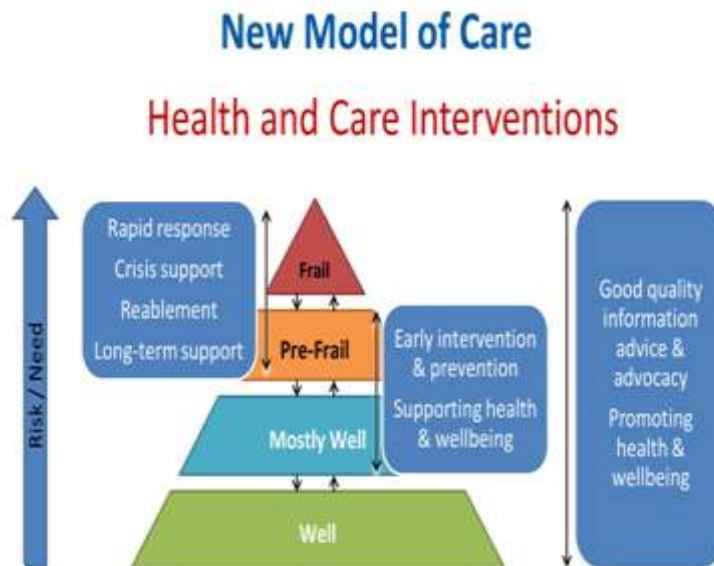 New Model of Care
Health and Care Interventions
Risk / Need
Rapid response
Crisis support
Reablement
Long-term support
Frail
Pre-Frail
Mostly Well
Well
Early intervention
& prevention
Supporting health
& wellbeing
Good quality
information
advice &
advocacy
Promoting
health &
wellbeing